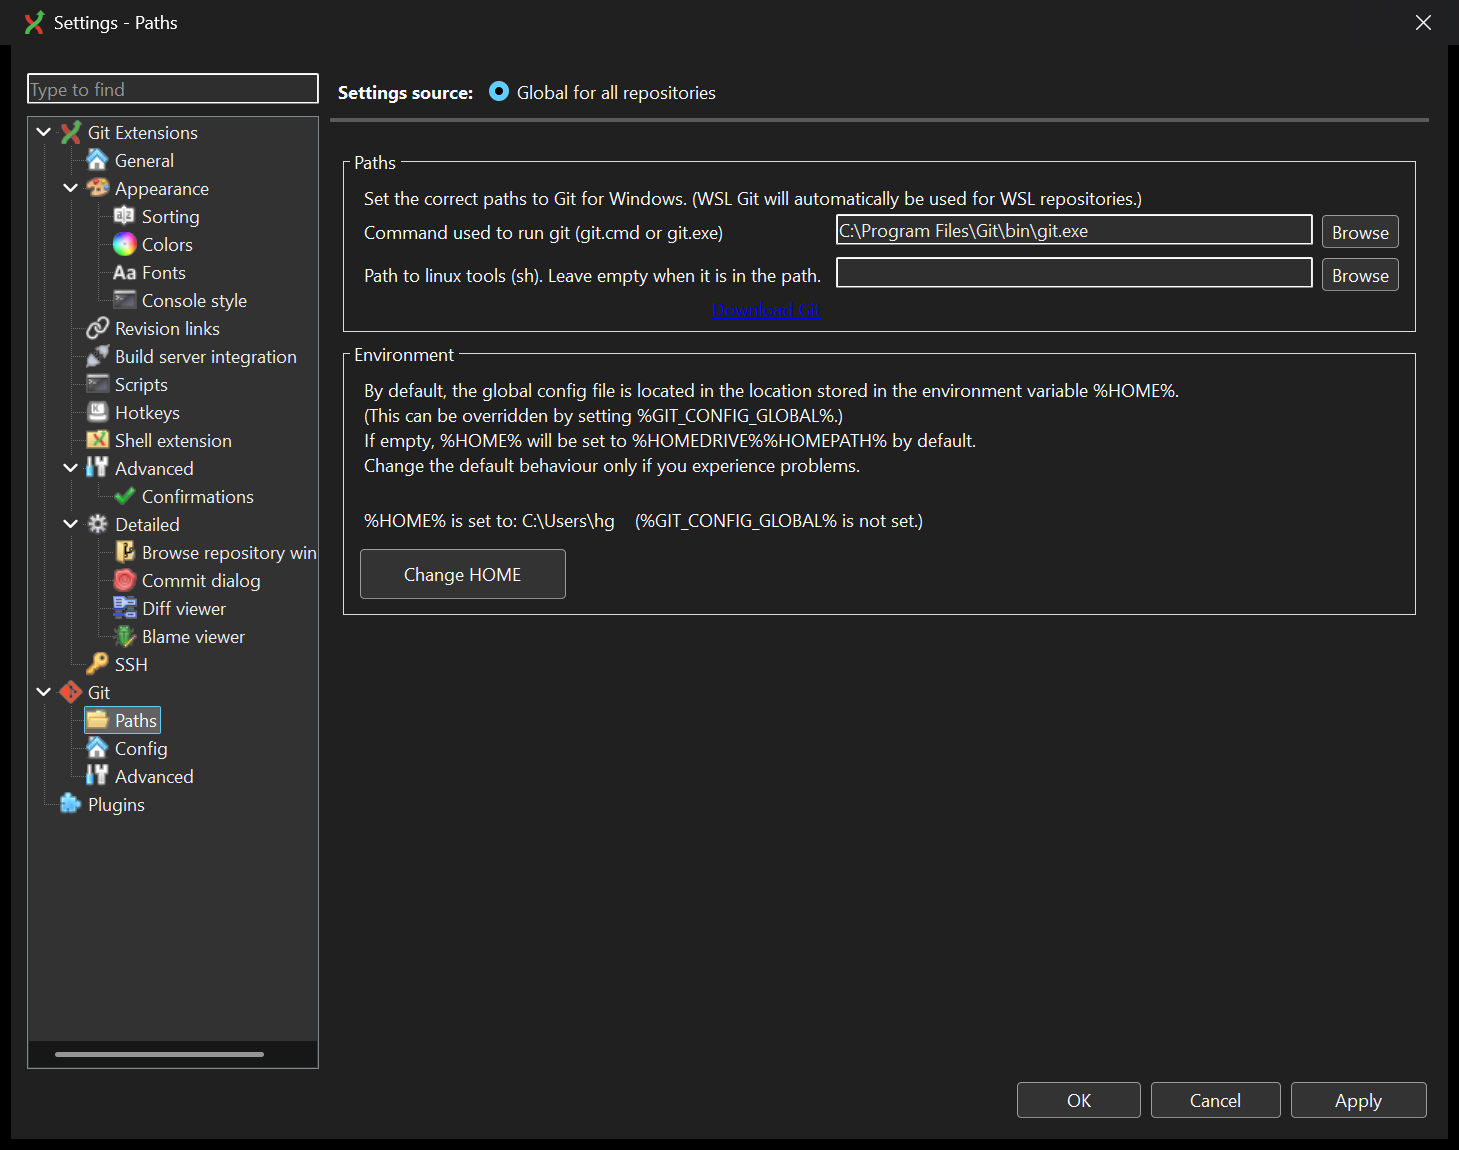 Settings - Paths
Type to find
Git Extensions
General
Appearance
Sorting
Colors
Aa Fonts
Console style
Revision links
Build server integration
Scripts
Hotkeys
Shell extension
Advanced
Confirmations
Detailed
Browse repository win
Commit dialog
Diff viewer
Blame viewer
SSH
Git
Paths
Config
Advanced
Plugins
Settings source: Global for all repositories
Paths
Set the correct paths to Git for Windows. (WSL Git will automatically be used for WSL repositories.)
Command used to run git (git.cmd or git.exe) C:\Program Files\Git\bin\git.exe Browse
Path to linux tools (sh). Leave empty when it is in the path. Browse
Download Git
Environment
By default, the global config file is located in the location stored in the environment variable %HOME%.
(This can be overridden by setting %GIT_CONFIG_GLOBAL%.)
If empty, %HOME% will be set to %HOMEDRIVE%%HOMEPATH% by default.
Change the default behaviour only if you experience problems.
%HOME% is set to: C:\Users\hg (%GIT_CONFIG_GLOBAL% is not set.)
Change HOME
OK Cancel Apply